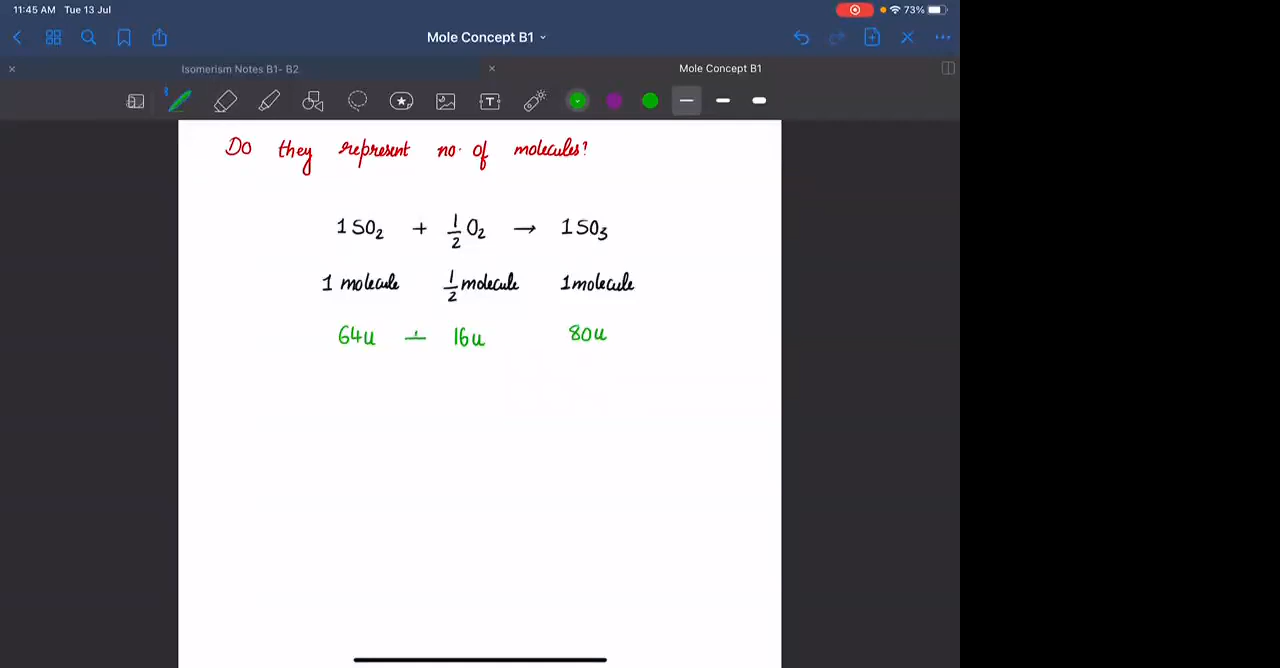 11:45 AM Tue 13 Jul 73%
Mole Concept B1
Isomerism Notes B1- B2 Mole Concept B1
Do they represent no. of molecules?
1 SO₂ + 1/2 O₂ → 1 SO₃
1 molecule 1/2 molecule 1 molecule
64u + 16u 80u